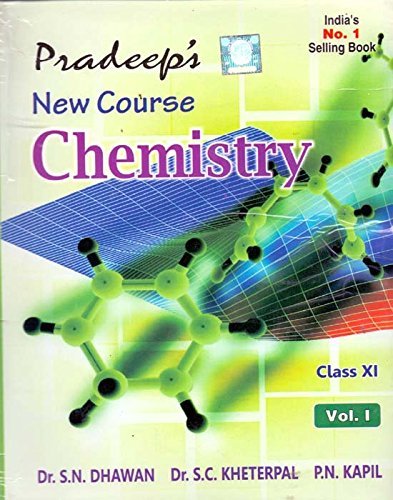 Pradeep's
India's
No. 1
Selling Book
New Course
Chemistry
Class XI
Vol. I
Dr. S.N. DHAWAN Dr. S.C. KHETERPAL P.N. KAPIL